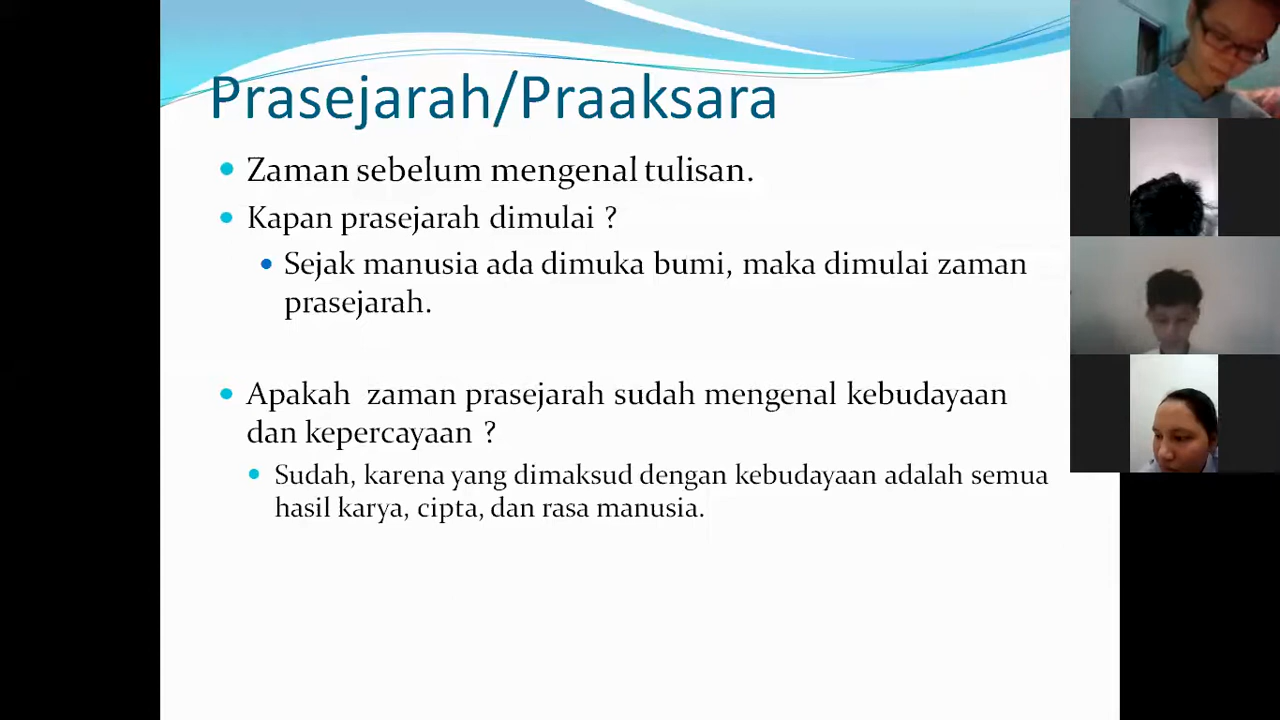 Prasejarah/Praaksara
Zaman sebelum mengenal tulisan.
Kapan prasejarah dimulai ?
Sejak manusia ada dimuka bumi, maka dimulai zaman
prasejarah.
Apakah zaman prasejarah sudah mengenal kebudayaan
dan kepercayaan ?
Sudah, karena yang dimaksud dengan kebudayaan adalah semua
hasil karya, cipta, dan rasa manusia.